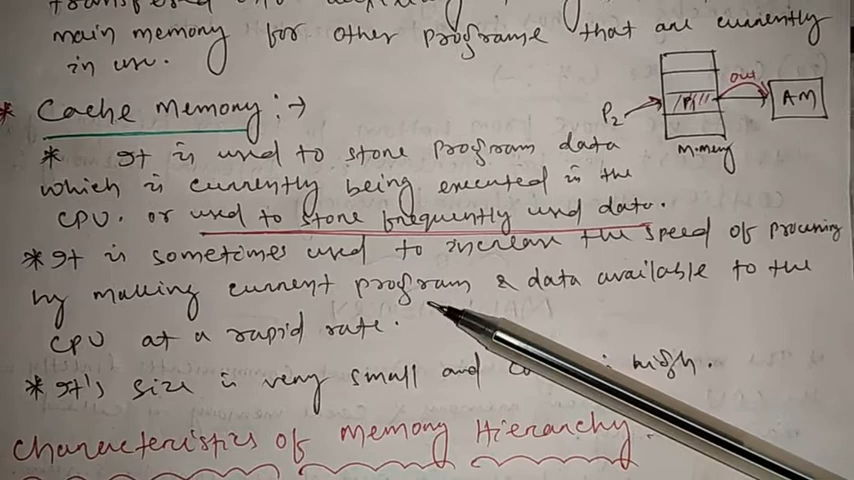 main memory for other programe that are currently
in use.
* Cache Memory :→
* It is used to store program data
which is currently being executed in the
CPU. or used to store frequently used data.
* It is sometimes used to increase the speed of processing
by making current program & data available to the
CPU at a rapid rate.
* It's size is very small and high.
Characteristics of Memory Hierarchy.
P2
P1
out
AM
M.mery